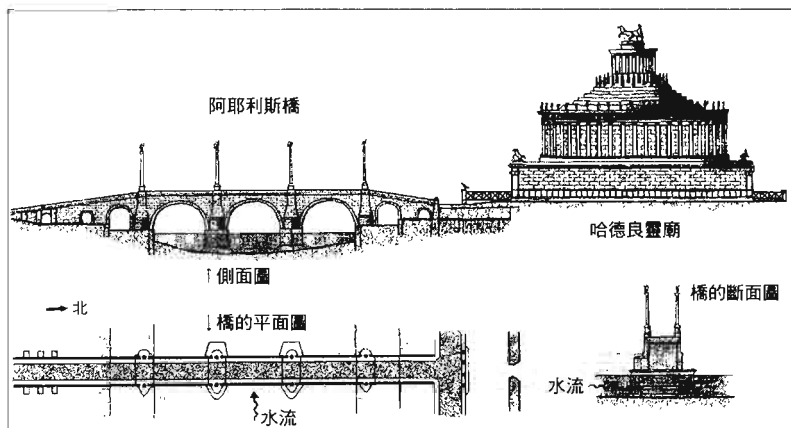 阿耶利斯橋
哈德良靈廟
↑側面圖
→北
↓橋的平面圖
橋的斷面圖
水流
水流